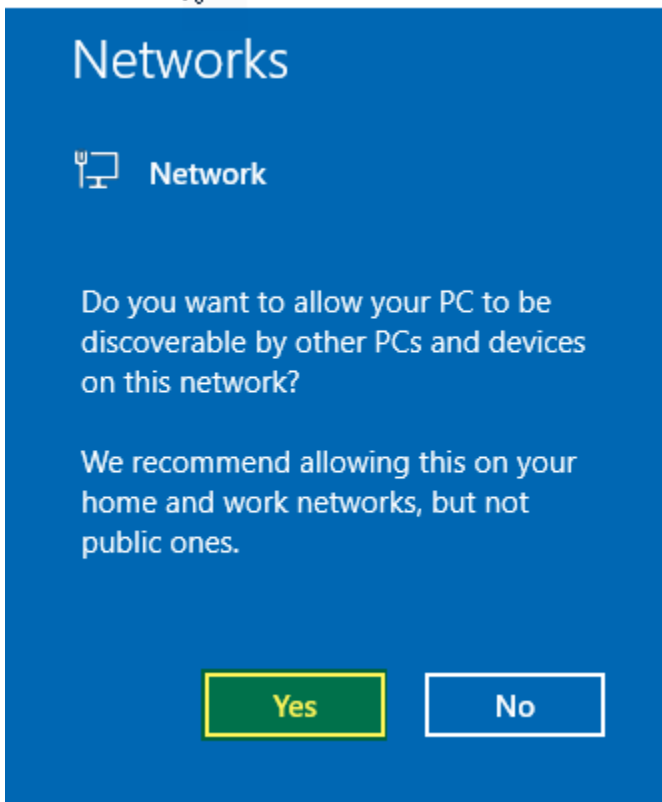 Networks
Network
Do you want to allow your PC to be
discoverable by other PCs and devices
on this network?
We recommend allowing this on your
home and work networks, but not
public ones.
Yes
No